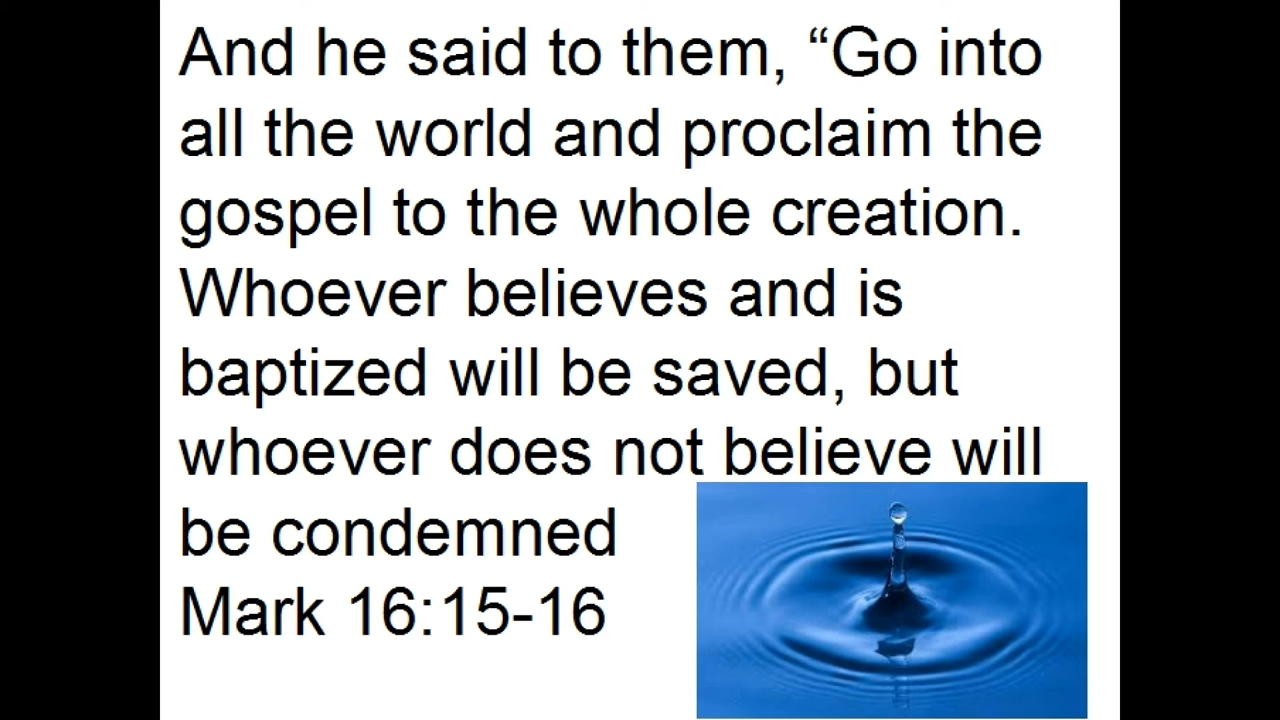 And he said to them, “Go into
all the world and proclaim the
gospel to the whole creation.
Whoever believes and is
baptized will be saved, but
whoever does not believe will
be condemned
Mark 16:15-16